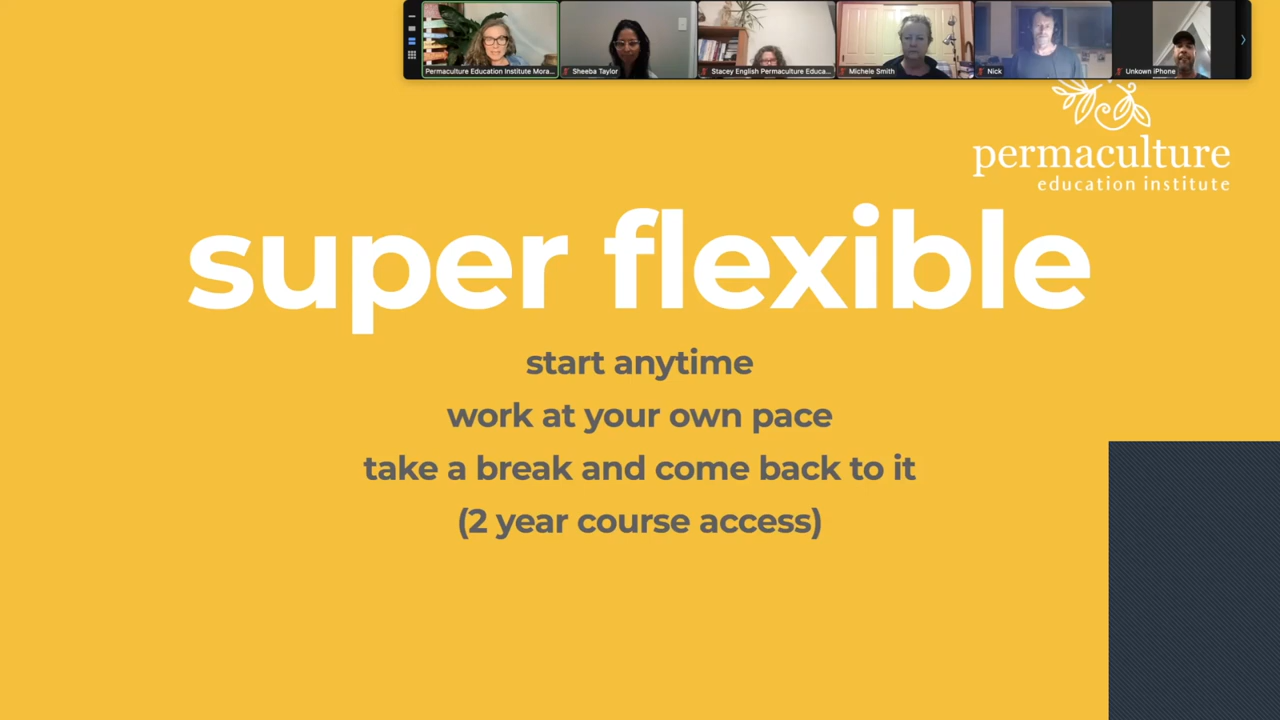 Permaculture Education Institute Mora...
Sheeba Taylor
Stacey English Permaculture Educa...
Michele Smith
Nick
Unkown iPhone
permaculture
education institute
super flexible
start anytime
work at your own pace
take a break and come back to it
(2 year course access)